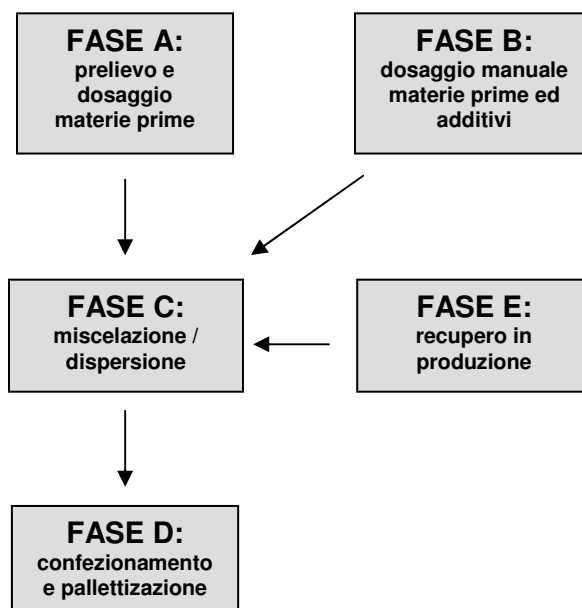 FASE A:
prelievo e
dosaggio
materie prime
FASE B:
dosaggio manuale
materie prime ed
additivi
FASE C:
miscelazione /
dispersione
FASE E:
recupero in
produzione
FASE D:
confezionamento
e pallettizazione